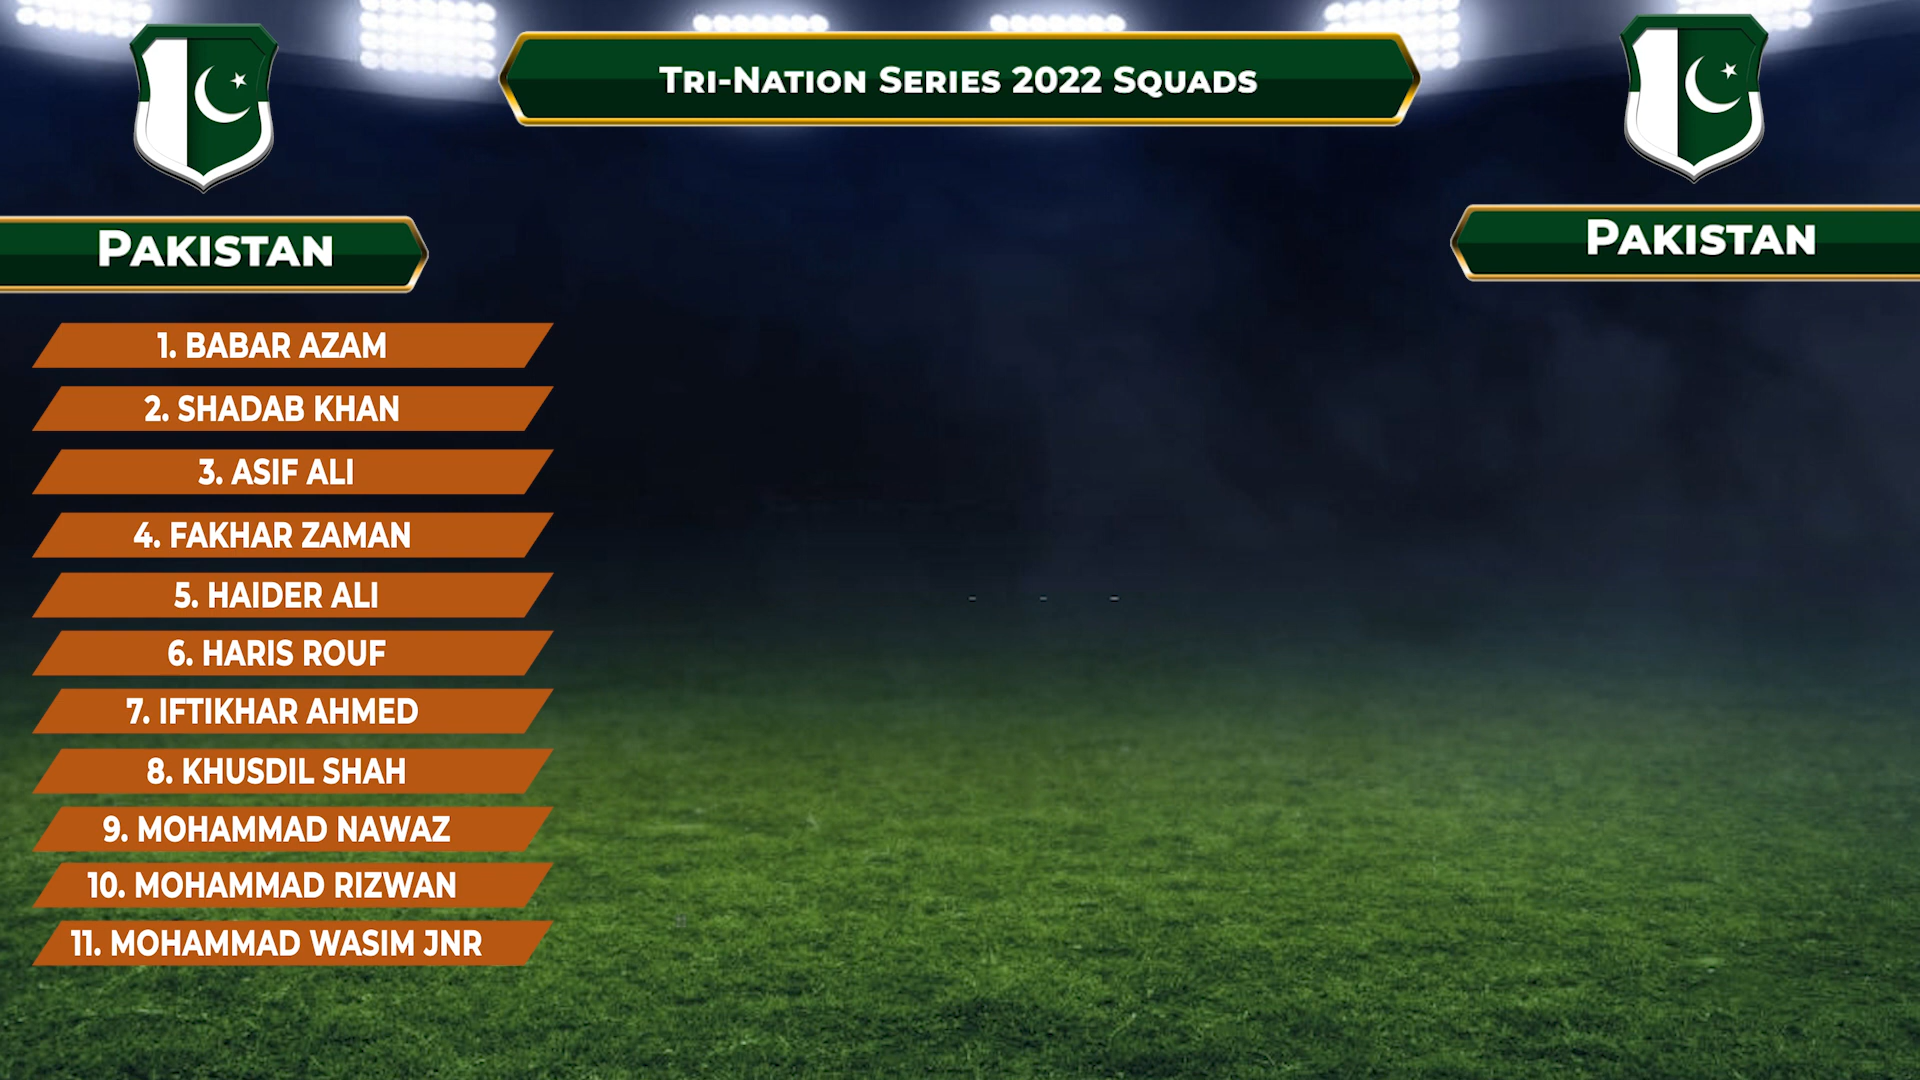 Tri-Nation Series 2022 Squads
Pakistan
Pakistan
1. BABAR AZAM
2. SHADAB KHAN
3. ASIF ALI
4. FAKHAR ZAMAN
5. HAIDER ALI
6. HARIS ROUF
7. IFTIKHAR AHMED
8. KHUSDIL SHAH
9. MOHAMMAD NAWAZ
10. MOHAMMAD RIZWAN
11. MOHAMMAD WASIM JNR